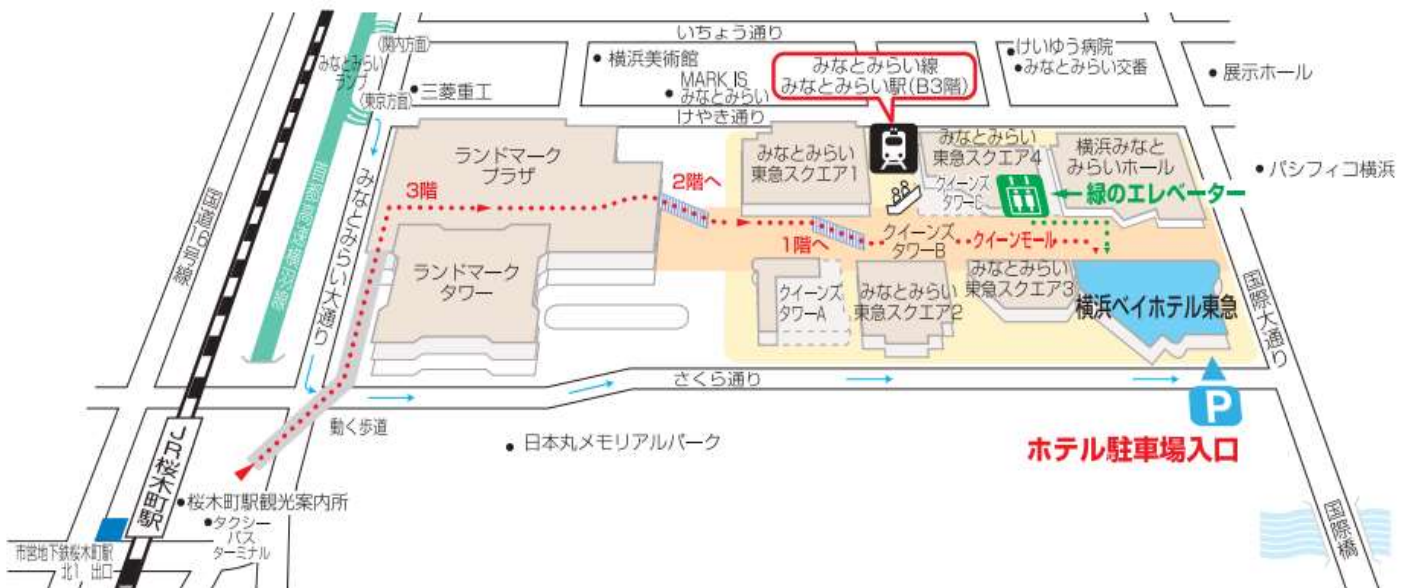 いちょう通り
(関内方面)
みなとみらい
ランプ
(東京方面)
三菱重工
横浜美術館
MARK IS
みなとみらい
けやき通り
みなとみらい線
みなとみらい駅(B3階)
けいゆう病院
みなとみらい交番
展示ホール
パシフィコ横浜
国道16号線
みなとみらい大通り
ランドマーク
プラザ
3階
2階へ
みなとみらい
東急スクエア1
みなとみらい
東急スクエア4
クイーンズ
タワーC
横浜みなと
みらいホール
緑のエレベーター
1階へ
クイーンズ
タワーB
クイーンモール
ランドマーク
タワー
クイーンズ
タワーA
みなとみらい
東急スクエア2
みなとみらい
東急スクエア3
横浜ベイホテル東急
国際大通り
さくら通り
P
ホテル駐車場入口
動く歩道
日本丸メモリアルパーク
JR桜木町駅
桜木町駅観光案内所
タクシー
バス
ターミナル
市営地下鉄桜木町駅
北1 出口
国際橋